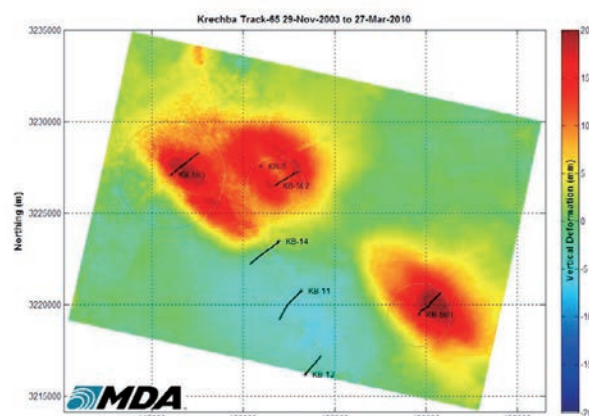 Krechba Track-65 29-Nov-2003 to 27-Mar-2010
3235000
3230000
3225000
3220000
3215000
Northing (m)
KB-502
KB-14
KB-11
KB-12
KB-501
20
15
10
5
0
-5
-10
-15
-20
Vertical Deformation (mm)
MDA